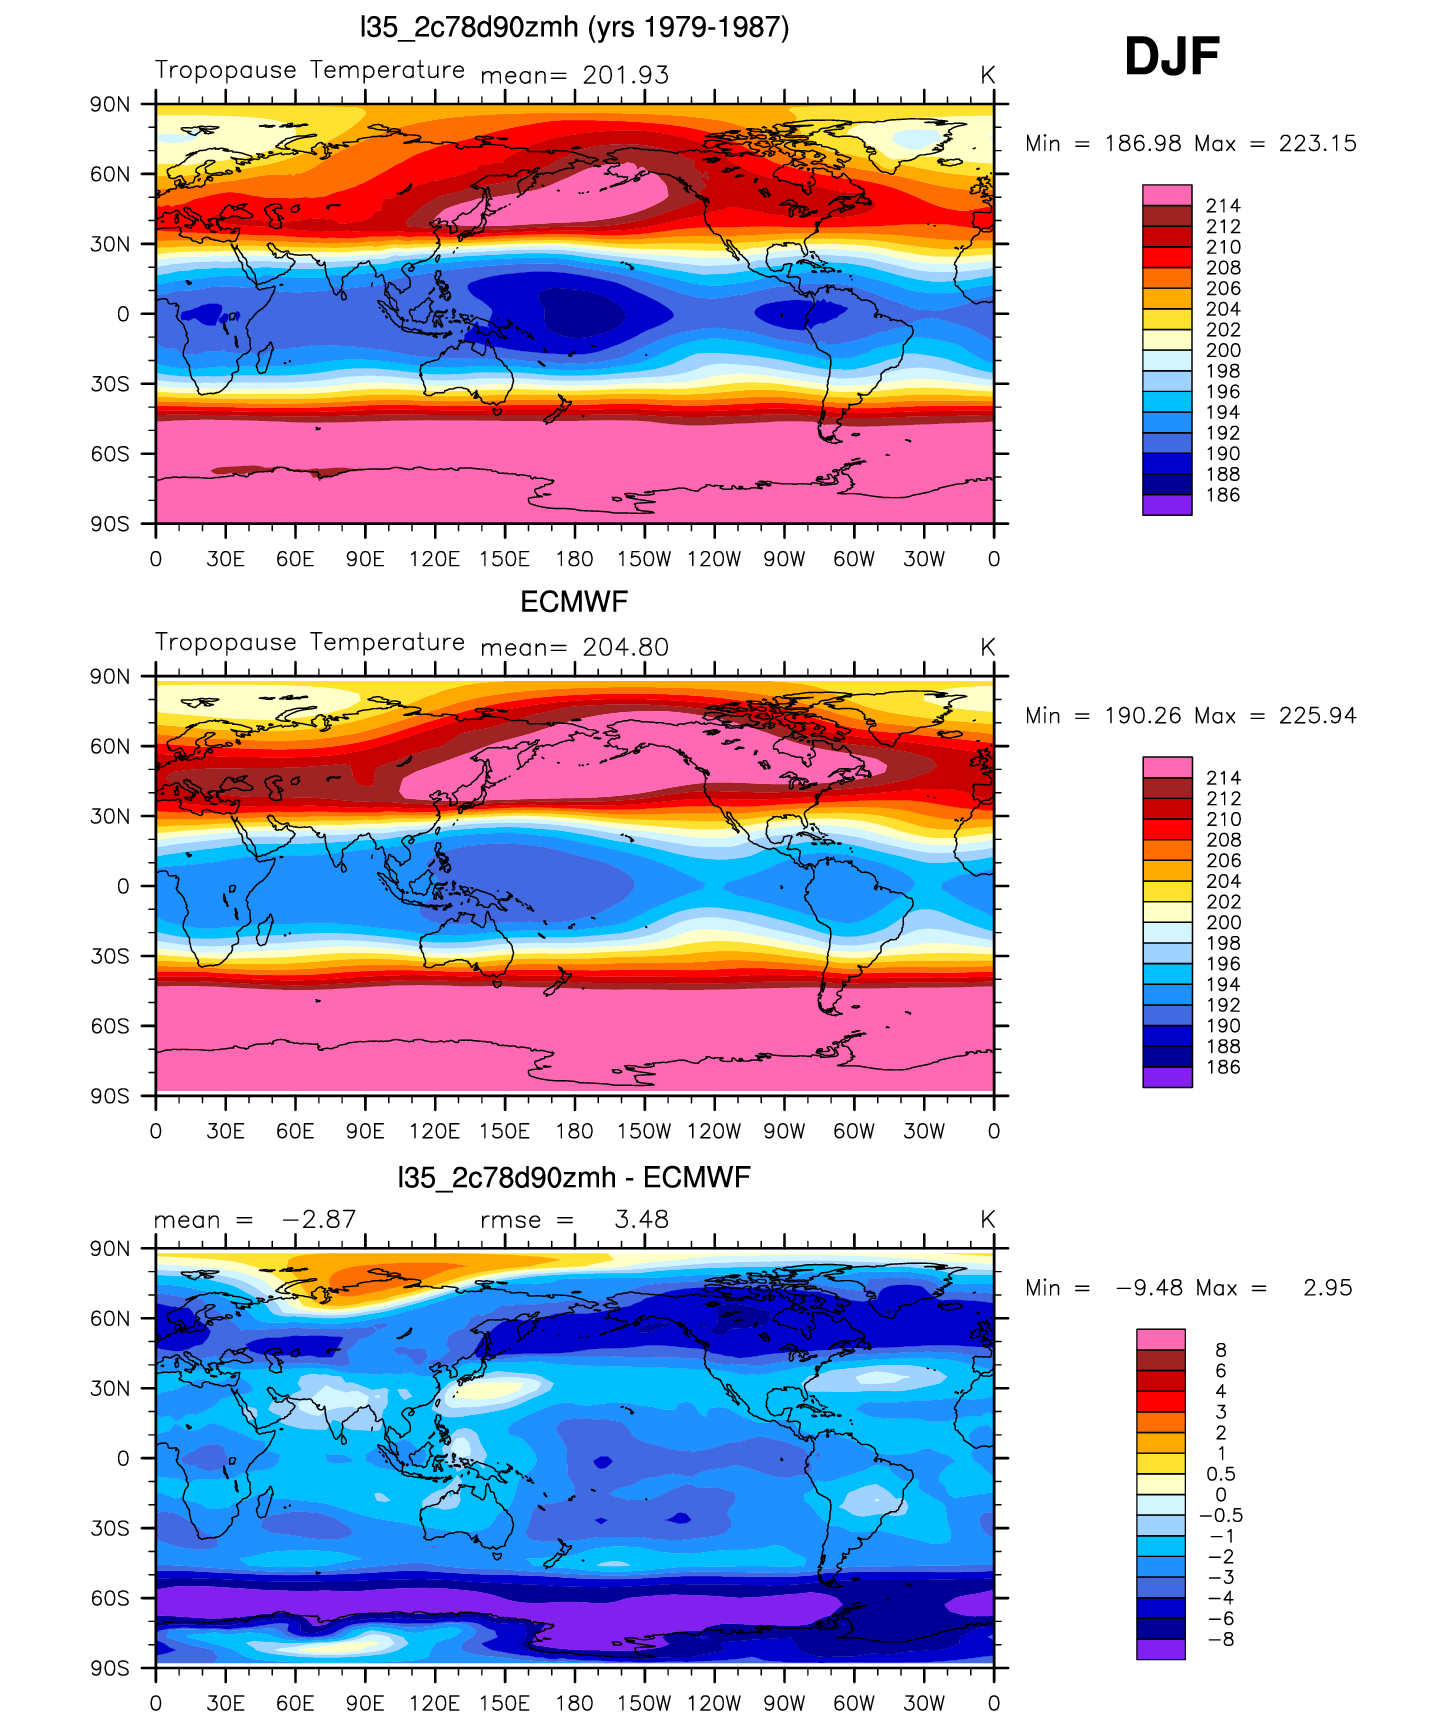 l35_2c78d90zmh (yrs 1979-1987)
DJF
Tropopause Temperature mean= 201.93 K
Min = 186.98 Max = 223.15
90N
60N
30N
0
30S
60S
90S
0 30E 60E 90E 120E 150E 180 150W 120W 90W 60W 30W 0
214
212
210
208
206
204
202
200
198
196
194
192
190
188
186
ECMWF
Tropopause Temperature mean= 204.80 K
Min = 190.26 Max = 225.94
90N
60N
30N
0
30S
60S
90S
0 30E 60E 90E 120E 150E 180 150W 120W 90W 60W 30W 0
214
212
210
208
206
204
202
200
198
196
194
192
190
188
186
l35_2c78d90zmh - ECMWF
mean = −2.87 rmse = 3.48 K
Min = −9.48 Max = 2.95
90N
60N
30N
0
30S
60S
90S
0 30E 60E 90E 120E 150E 180 150W 120W 90W 60W 30W 0
8
6
4
3
2
1
0.5
0
−0.5
−1
−2
−3
−4
−6
−8